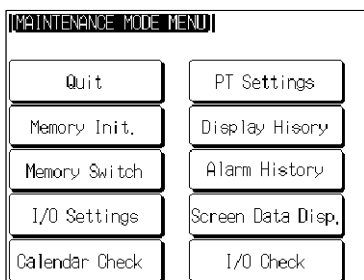 [MAINTENANCE MODE MENU]
Quit
PT Settings
Memory Init.
Display Hisory
Memory Switch
Alarm History
I/O Settings
Screen Data Disp.
Calendar Check
I/O Check